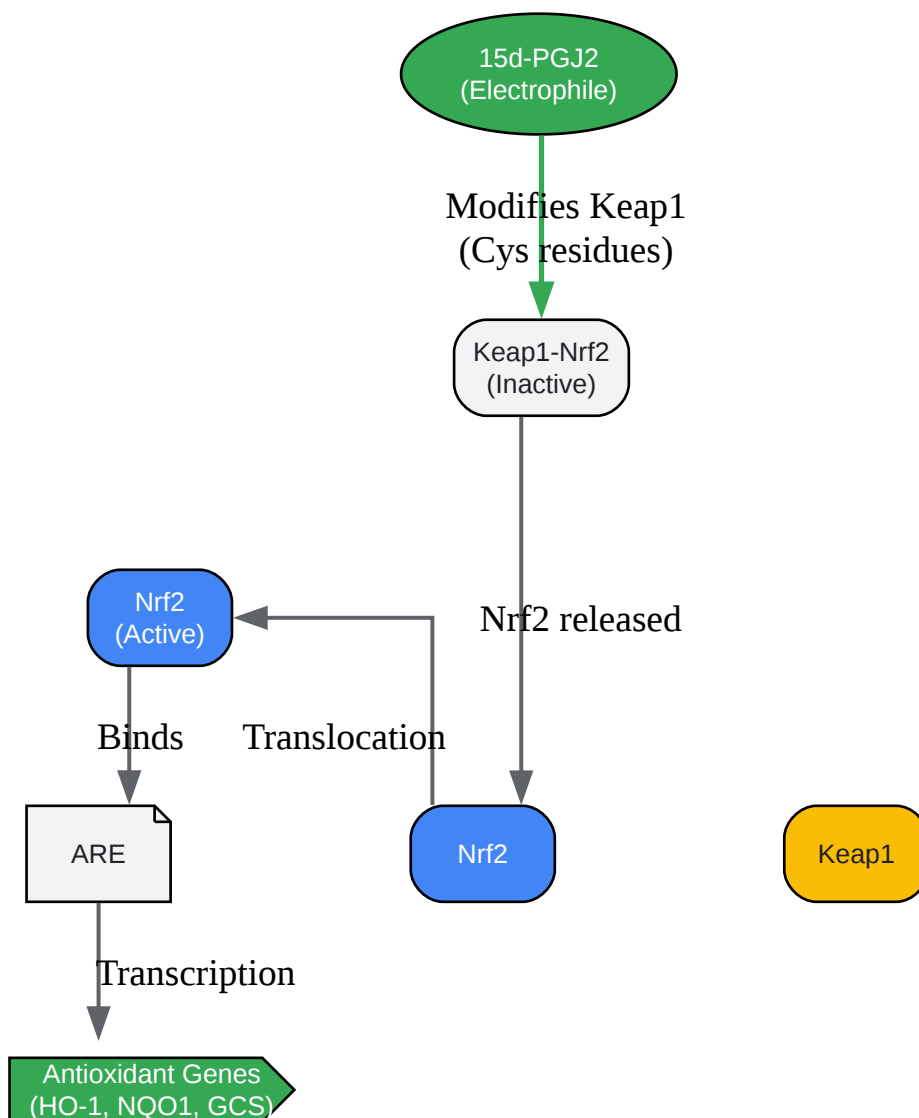 15d-PGJ2
(Electrophile)
Modifies Keap1
(Cys residues)
Keap1-Nrf2
(Inactive)
Nrf2
(Active)
Nrf2 released
Binds
Translocation
ARE
Nrf2
Keap1
Transcription
Antioxidant Genes
(HO-1, NQO1, GCS)